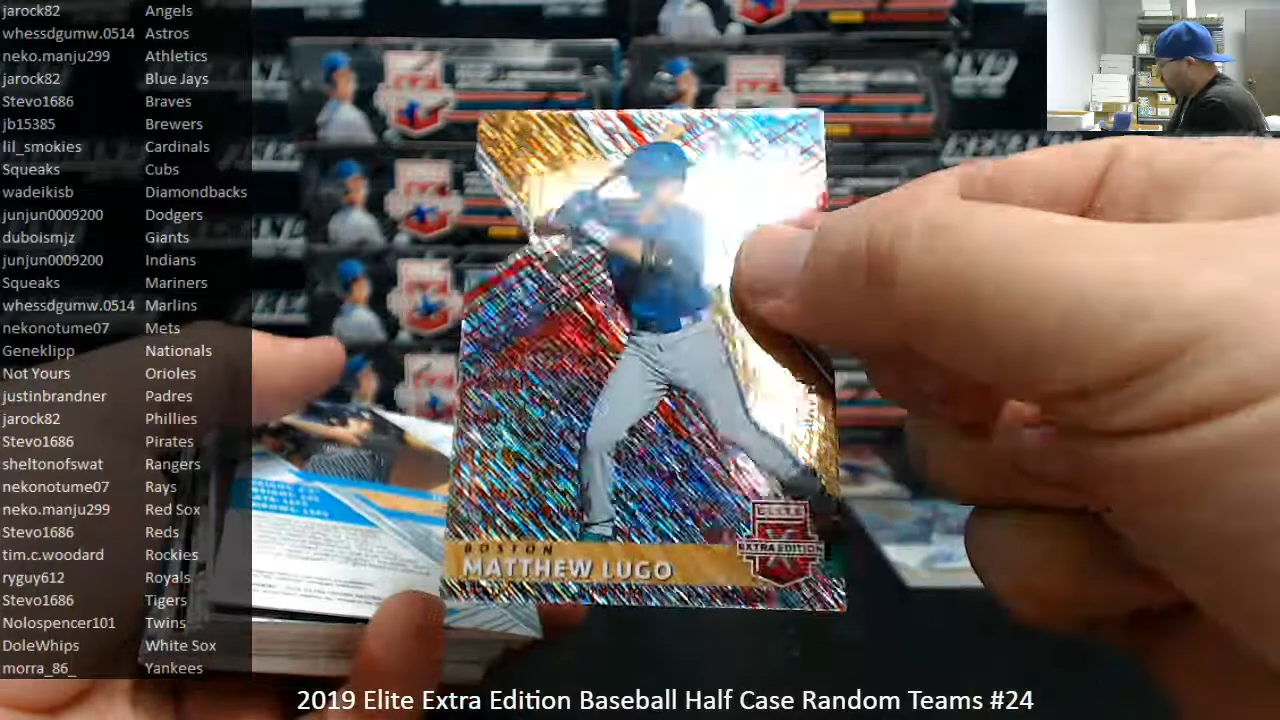 jarock82 Angels
whessdgumw.0514 Astros
neko.manju299 Athletics
jarock82 Blue Jays
Stevo1686 Braves
jb15385 Brewers
lil_smokies Cardinals
Squeaks Cubs
wadeikisb Diamondbacks
junjun0009200 Dodgers
duboismjz Giants
junjun0009200 Indians
Squeaks Mariners
whessdgumw.0514 Marlins
nekonotume07 Mets
Geneklipp Nationals
Not Yours Orioles
justinbrandner Padres
jarock82 Phillies
Stevo1686 Pirates
sheltonofswat Rangers
nekonotume07 Rays
neko.manju299 Red Sox
Stevo1686 Reds
tim.c.woodard Rockies
ryguy612 Royals
Stevo1686 Tigers
Nolospencer101 Twins
DoleWhips White Sox
morra_86_ Yankees
BOSTON
MATTHEW LUGO
ELITE
EXTRA EDITION
2019 Elite Extra Edition Baseball Half Case Random Teams #24